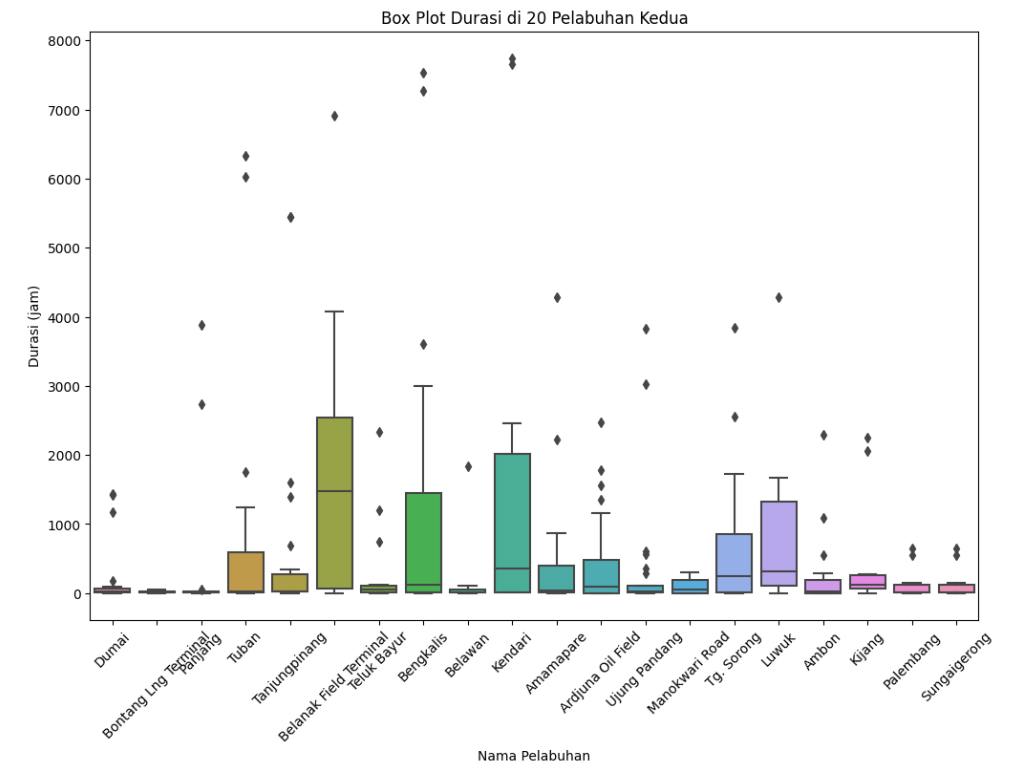 Box Plot Durasi di 20 Pelabuhan Kedua
8000
7000
6000
5000
4000
3000
2000
1000
0
Durasi (jam)
Dumai
Bontang Lng Terminal
Panjang
Tuban
Tanjungpinang
Belanak Field Terminal
Teluk Bayur
Bengkalis
Belawan
Kendari
Amamapare
Ardjuna Oil Field
Ujung Pandang
Manokwari Road
Tg. Sorong
Luwuk
Ambon
Kijang
Palembang
Sungaigerong
Nama Pelabuhan